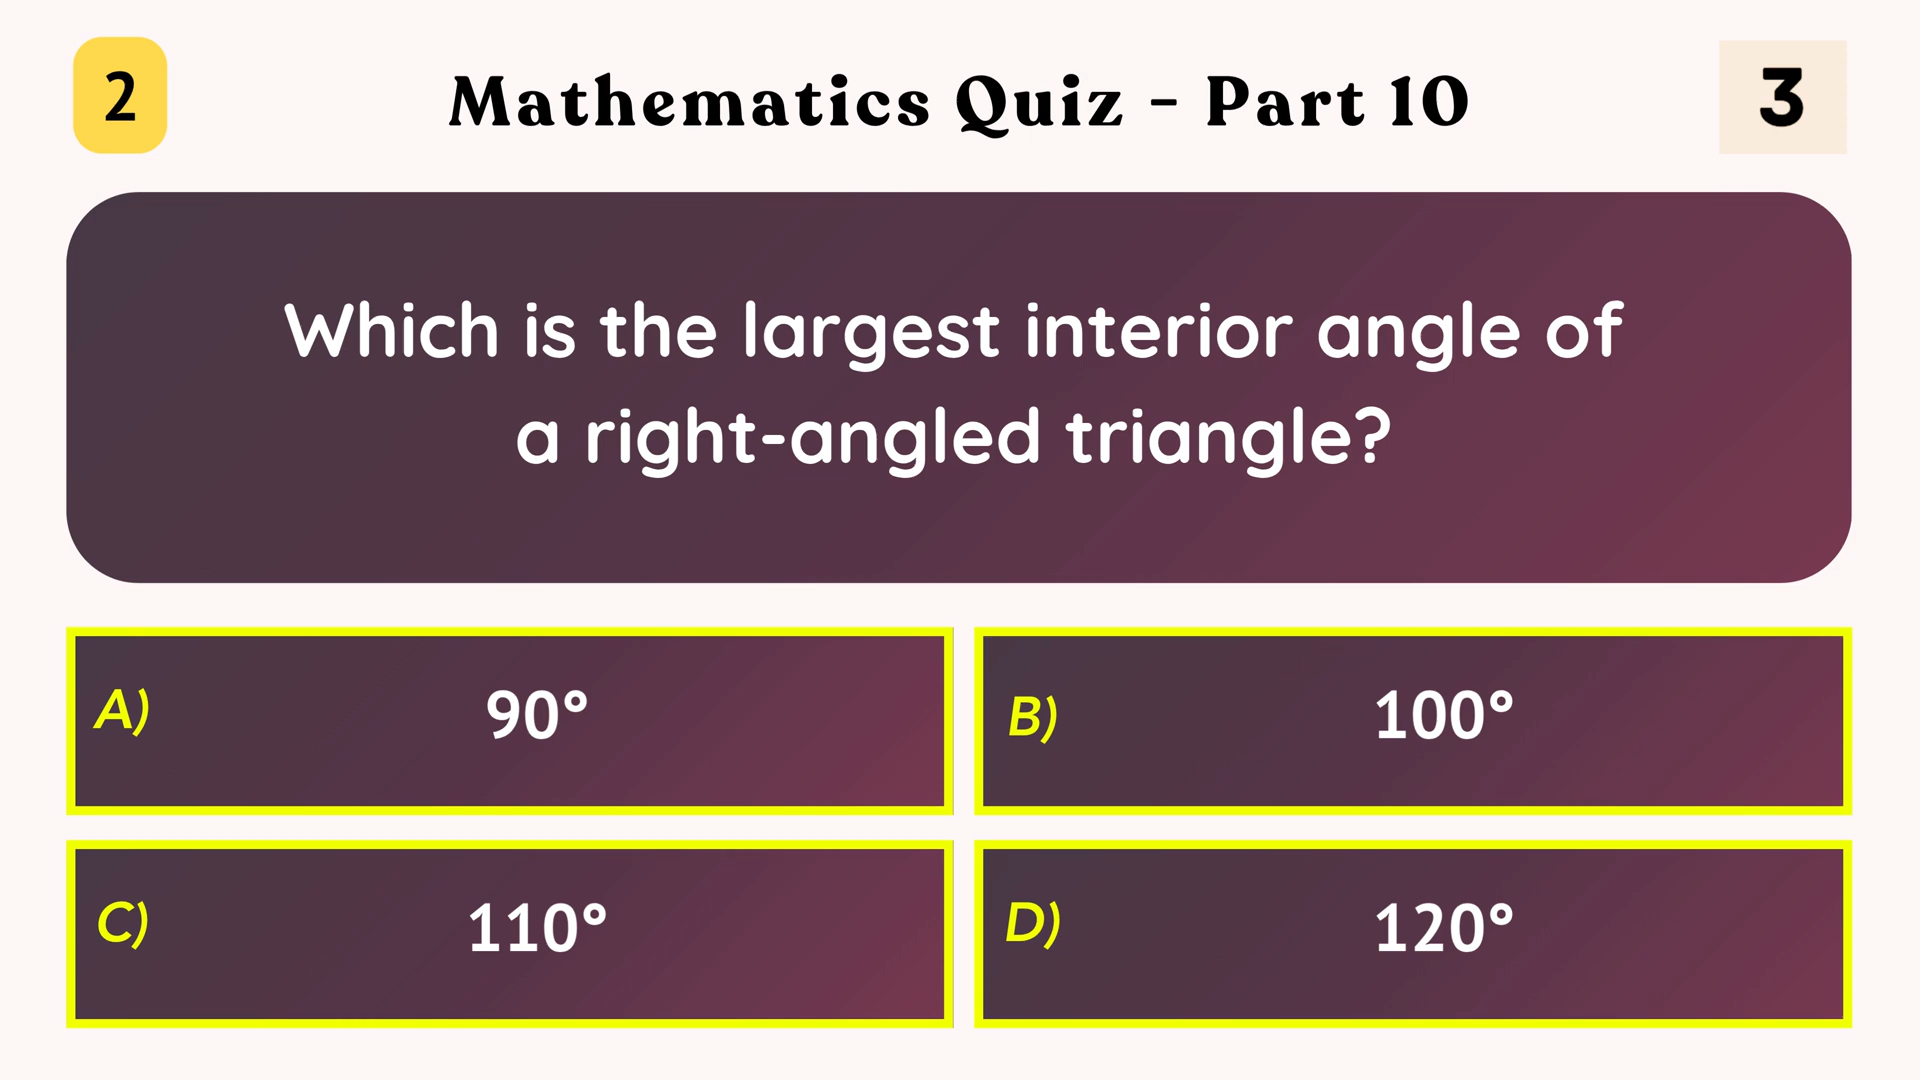 2
Mathematics Quiz - Part 10
3
Which is the largest interior angle of
a right-angled triangle?
A) 90°
B) 100°
C) 110°
D) 120°